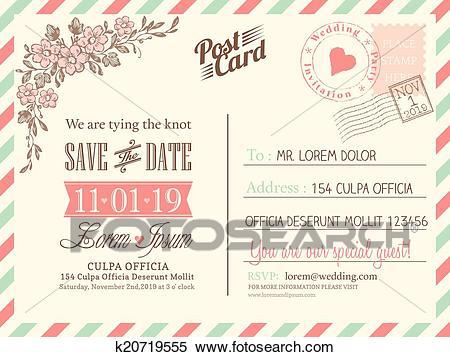 Post
Card
Wedding Party
Invitation
PLACE
STAMP
HERE
NOV
1
2019
We are tying the knot
SAVE The DATE
11·01·19
Lorem Ipsum
CULPA OFFICIA
154 Culpa Officia Deserunt Mollit
Saturday, November 2nd,2019 at 3 o' clock
To : MR. LOREM DOLOR
Address : 154 CULPA OFFICIA
OFFICIA DESERUNT MOLLIT 123456
You are our special guest!
RSVP: lorem@wedding.com
FOR MORE INFORMATION PLEASE VISIT
www.loremandipsum.com
FOTOSEARCH
k20719555 www.fotosearch.com